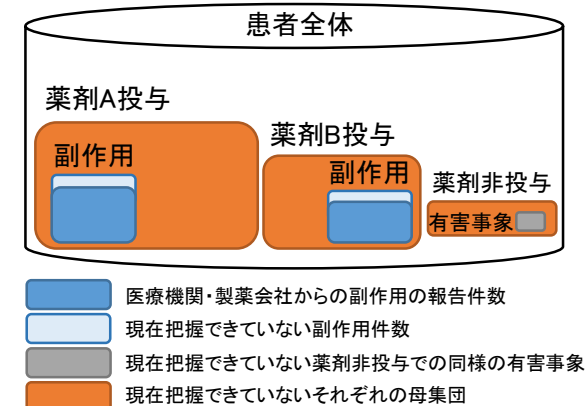 患者全体
薬剤A投与
副作用
薬剤B投与
副作用
薬剤非投与
有害事象
医療機関・製薬会社からの副作用の報告件数
現在把握できていない副作用件数
現在把握できていない薬剤非投与での同様の有害事象
現在把握できていないそれぞれの母集団